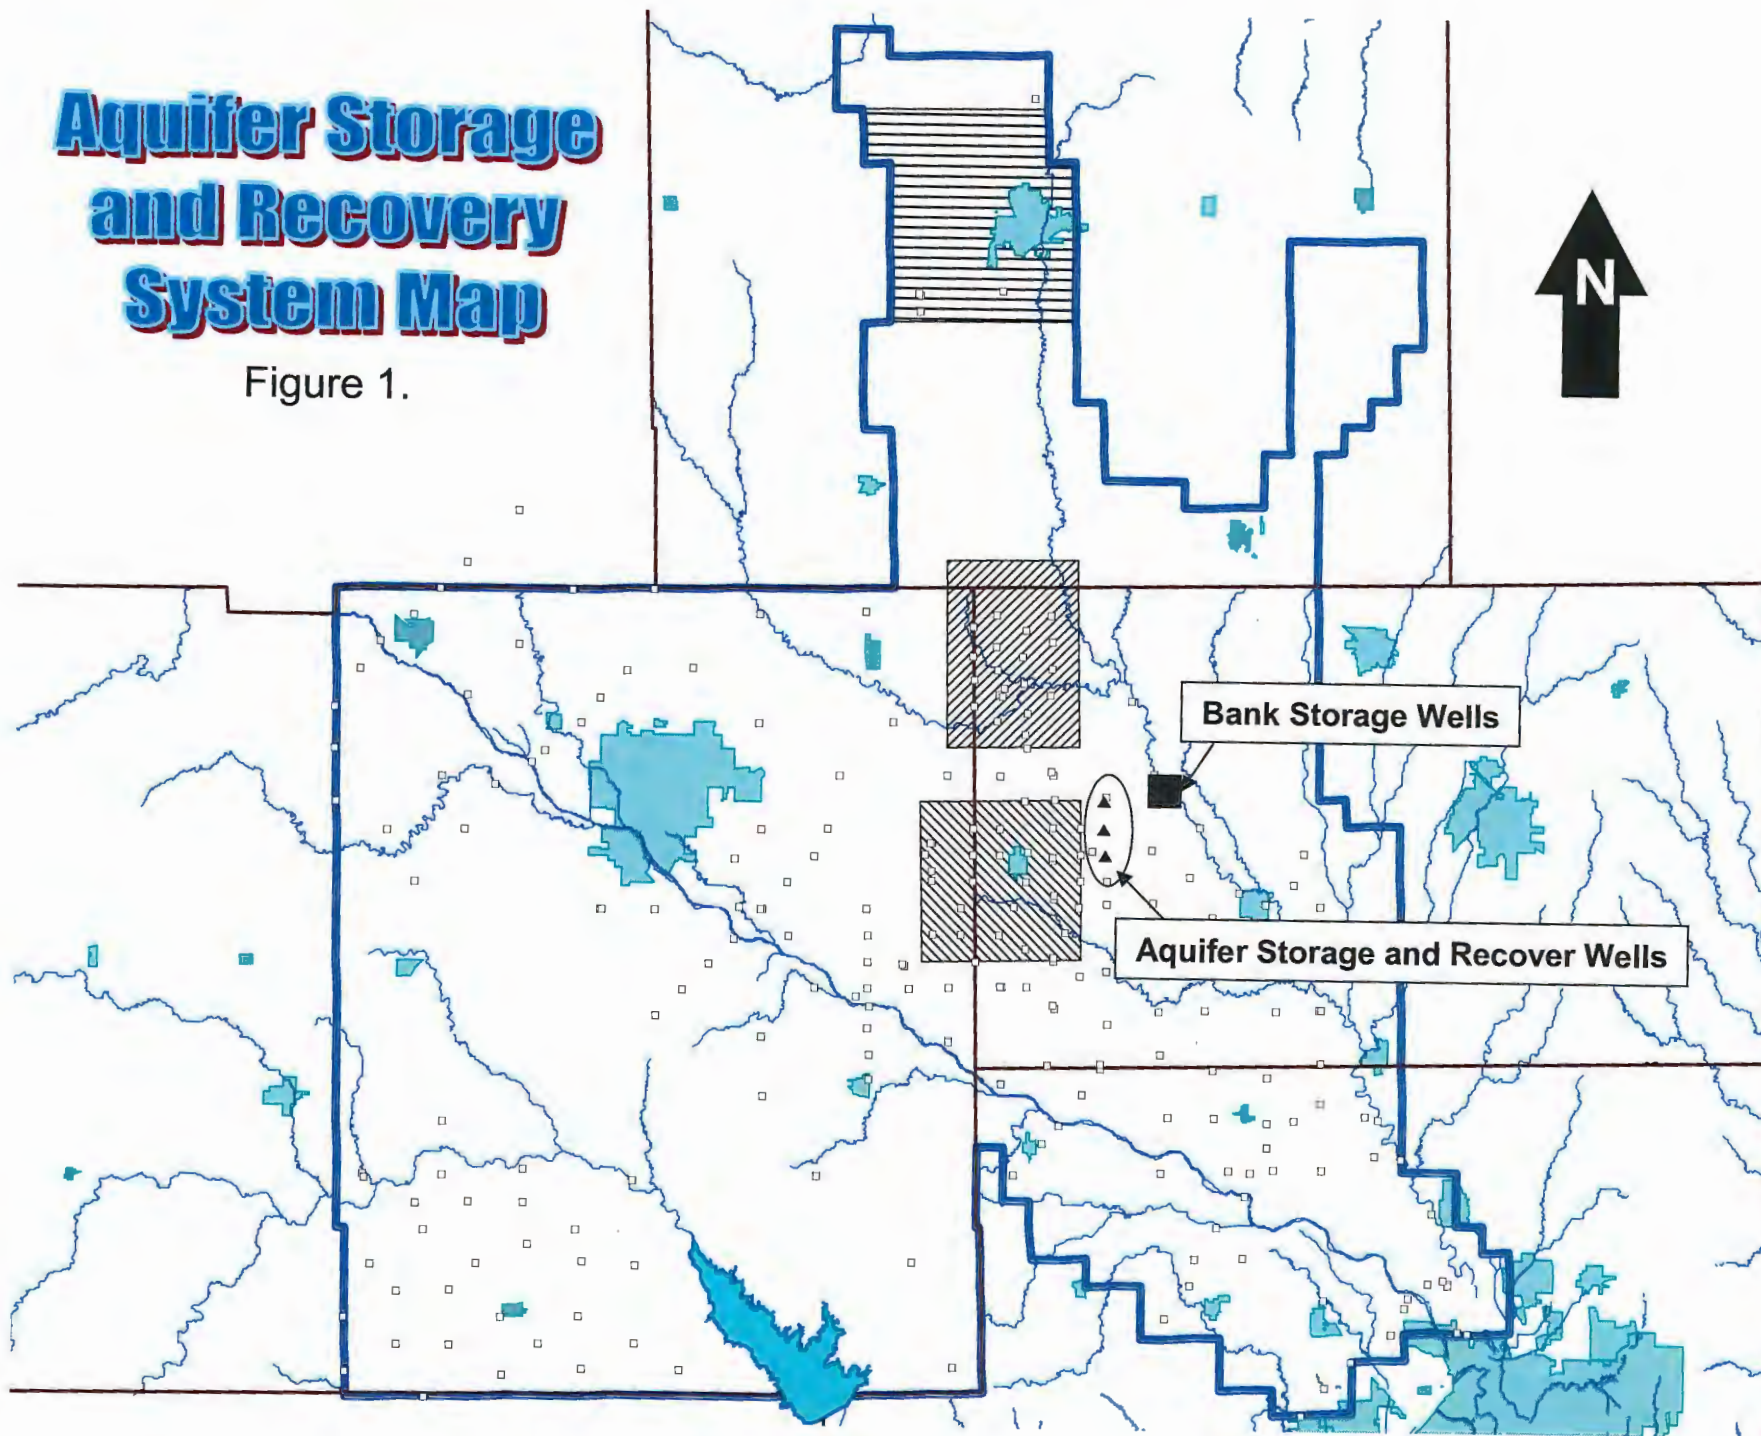 Aquifer Storage
and Recovery
System Map
Figure 1.
N
Bank Storage Wells
Aquifer Storage and Recover Wells